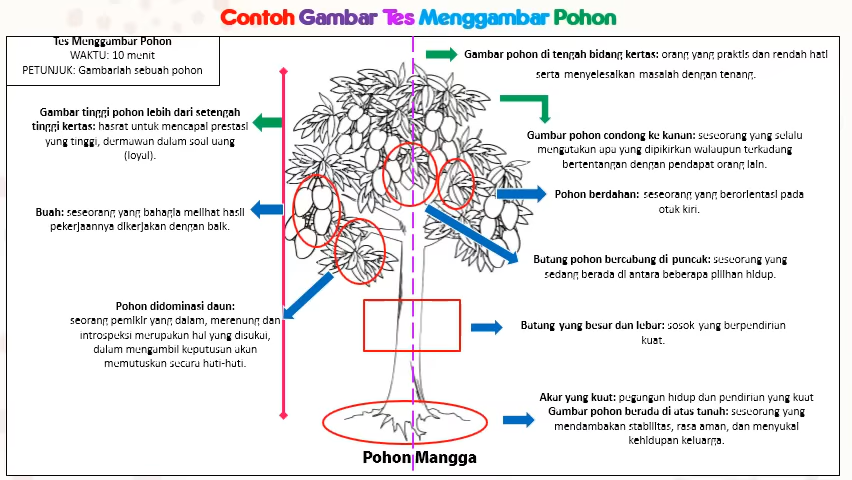 Contoh Gambar Tes Menggambar Pohon
Tes Menggambar Pohon
WAKTU: 10 menit
PETUNJUK: Gambarlah sebuah pohon
Gambar pohon di tengah bidang kertas: orang yang praktis dan rendah hati
serta menyelesaikan masalah dengan tenang.
Gambar tinggi pohon lebih dari setengah
tinggi kertas: hasrat untuk mencapai prestasi
yang tinggi, dermawan dalam soal uang
(loyal).
Gambar pohon condong ke kanan: seseorang yang selalu
mengatakan apa yang dipikirkan walaupun terkadang
bertentangan dengan pendapat orang lain.
Pohon berdahan: seseorang yang berorientasi pada
otak kiri.
Buah: seseorang yang bahagia melihat hasil
pekerjaannya dikerjakan dengan baik.
Batang pohon bercabang di puncak: seseorang yang
sedang berada di antara beberapa pilihan hidup.
Pohon didominasi daun:
seorang pemikir yang dalam, merenung dan
introspeksi merupakan hal yang disukai,
dalam mengambil keputusan akan
memutuskan secara hati-hati.
Batang yang besar dan lebar: sosok yang berpendirian
kuat.
Akar yang kuat: pegangan hidup dan pendirian yang kuat
Gambar pohon berada di atas tanah: seseorang yang
mendambakan stabilitas, rasa aman, dan menyukai
kehidupan keluarga.
Pohon Mangga